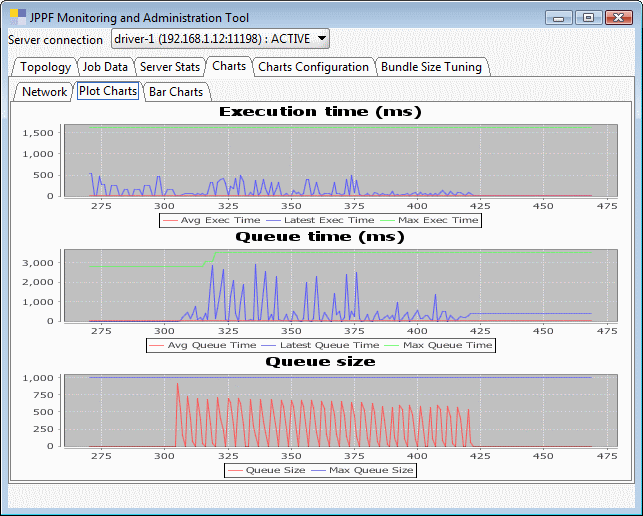 JPPF Monitoring and Administration Tool
Server connection driver-1 (192.168.1.12:11198) : ACTIVE
Topology Job Data Server Stats Charts Charts Configuration Bundle Size Tuning
Network Plot Charts Bar Charts
Execution time (ms)
1,500
1,000
500
0
275 300 325 350 375 400 425 450 475
Avg Exec Time Latest Exec Time Max Exec Time
Queue time (ms)
3,000
2,000
1,000
0
275 300 325 350 375 400 425 450 475
Avg Queue Time Latest Queue Time Max Queue Time
Queue size
1,000
750
500
250
0
275 300 325 350 375 400 425 450 475
Queue Size Max Queue Size